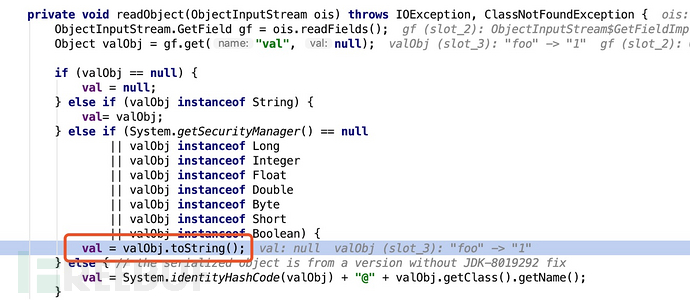 private void readObject(ObjectInputStream ois) throws IOException, ClassNotFoundException {  ois:
ObjectInputStream.GetField gf = ois.readFields();  gf (slot_2): ObjectInputStream$GetFieldImp
Object valObj = gf.get( name: "val", val: null);  valObj (slot_3): "foo" -> "1"  gf (slot_2): O
if (valObj == null) {
val = null;
} else if (valObj instanceof String) {
val= valObj;
} else if (System.getSecurityManager() == null
|| valObj instanceof Long
|| valObj instanceof Integer
|| valObj instanceof Float
|| valObj instanceof Double
|| valObj instanceof Byte
|| valObj instanceof Short
|| valObj instanceof Boolean) {
val = valObj.toString();  val: null  valObj (slot_3): "foo" -> "1"
} else { // the serialized object is from a version without JDK-8019292 fix
val = System.identityHashCode(valObj) + "@" + valObj.getClass().getName();
}